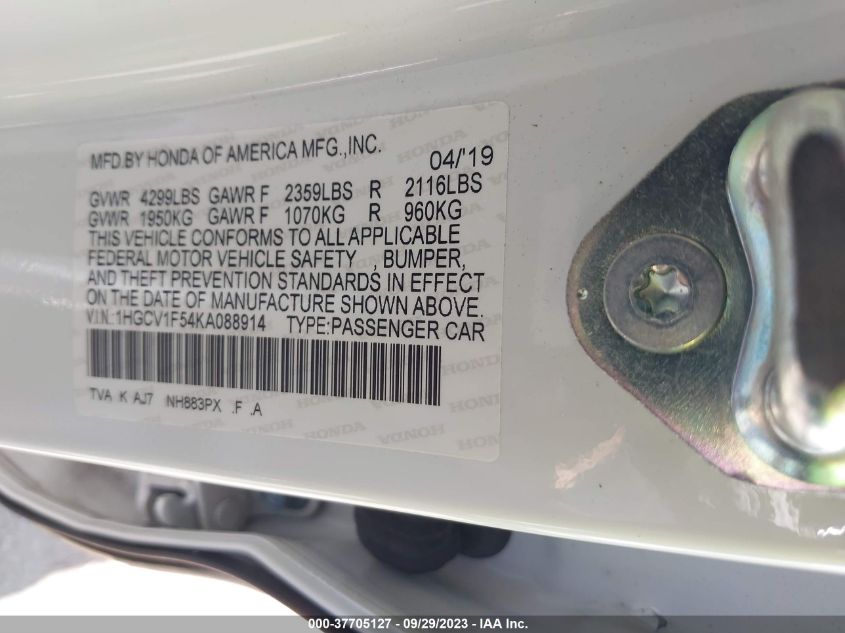 MFD.BY HONDA OF AMERICA MFG.,INC. 04/'19
GVWR 4299LBS GAWR F 2359LBS R 2116LBS
GVWR 1950KG GAWR F 1070KG R 960KG
THIS VEHICLE CONFORMS TO ALL APPLICABLE
FEDERAL MOTOR VEHICLE SAFETY , BUMPER,
AND THEFT PREVENTION STANDARDS IN EFFECT
ON THE DATE OF MANUFACTURE SHOWN ABOVE.
V.I.N.:1HGCV1F54KA088914 TYPE:PASSENGER CAR
TVA K AJ7 NH883PX .F .A
000-37705127 - 09/29/2023 - IAA Holdings, LLC.